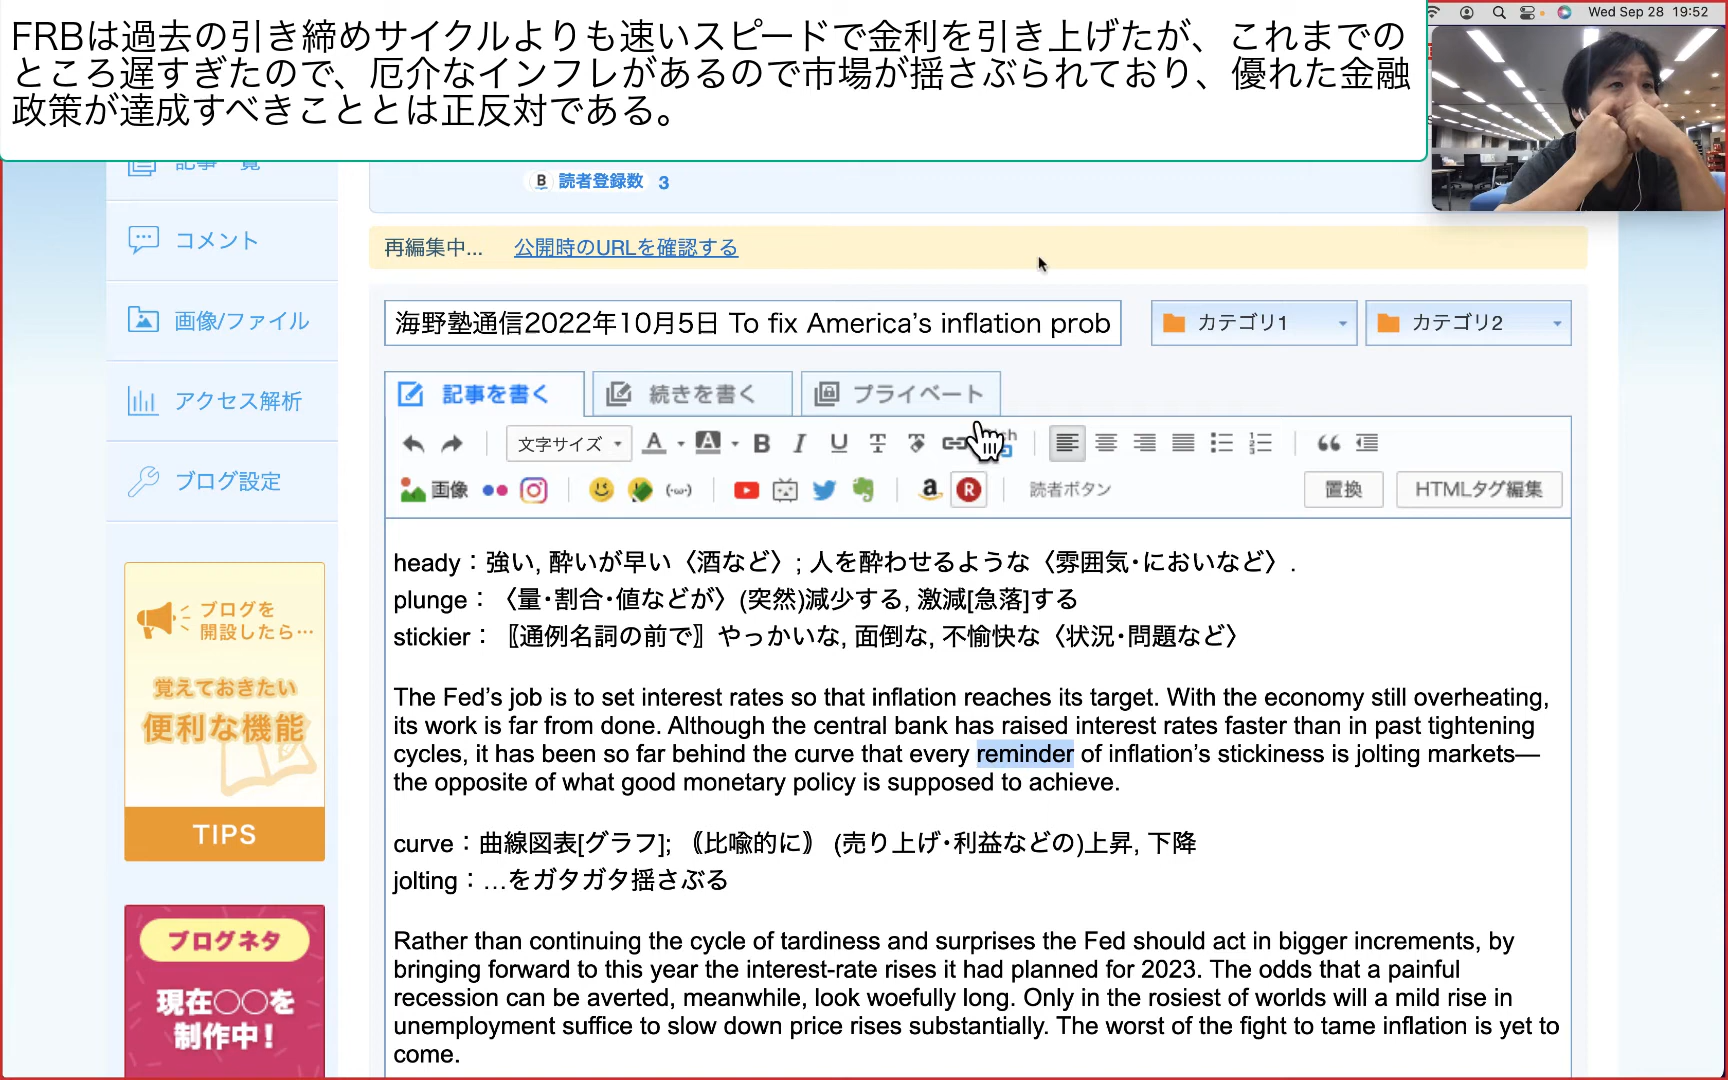 FRBは過去の引き締めサイクルよりも速いスピードで金利を引き上げたが、これまでの
ところ遅すぎたので、厄介なインフレがあるので市場が揺さぶられており、優れた金融
政策が達成すべきこととは正反対である。
Wed Sep 28 19:52
B 読者登録数 3
コメント
画像/ファイル
アクセス解析
ブログ設定
再編集中... 公開時のURLを確認する
海野塾通信2022年10月5日 To fix America's inflation prob
カテゴリ1 カテゴリ2
記事を書く 続きを書く プライベート
文字サイズ A A B I U T
画像 読者ボタン 置換 HTMLタグ編集
heady：強い, 酔いが早い〈酒など〉; 人を酔わせるような〈雰囲気･においなど〉.
plunge：〈量･割合･値などが〉(突然)減少する, 激減[急落]する
stickier：〖通例名詞の前で〗やっかいな, 面倒な, 不愉快な〈状況･問題など〉
The Fed's job is to set interest rates so that inflation reaches its target. With the economy still overheating,
its work is far from done. Although the central bank has raised interest rates faster than in past tightening
cycles, it has been so far behind the curve that every reminder of inflation's stickiness is jolting markets—
the opposite of what good monetary policy is supposed to achieve.
curve：曲線図表[グラフ]; ⦅比喩的に⦆ (売り上げ･利益などの)上昇, 下降
jolting：…をガタガタ揺さぶる
Rather than continuing the cycle of tardiness and surprises the Fed should act in bigger increments, by
bringing forward to this year the interest-rate rises it had planned for 2023. The odds that a painful
recession can be averted, meanwhile, look woefully long. Only in the rosiest of worlds will a mild rise in
unemployment suffice to slow down price rises substantially. The worst of the fight to tame inflation is yet to
come.
ブログを
開設したら…
覚えておきたい
便利な機能
TIPS
ブログネタ
現在○○を
制作中！